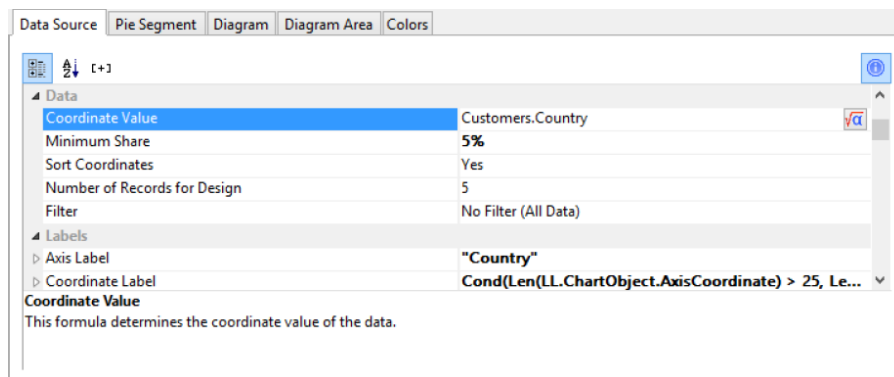 Data Source Pie Segment Diagram Diagram Area Colors
A Z [+]
Data
Coordinate Value Customers.Country √α
Minimum Share 5%
Sort Coordinates Yes
Number of Records for Design 5
Filter No Filter (All Data)
Labels
Axis Label "Country"
Coordinate Label Cond(Len(LL.ChartObject.AxisCoordinate) > 25, Le...
Coordinate Value
This formula determines the coordinate value of the data.